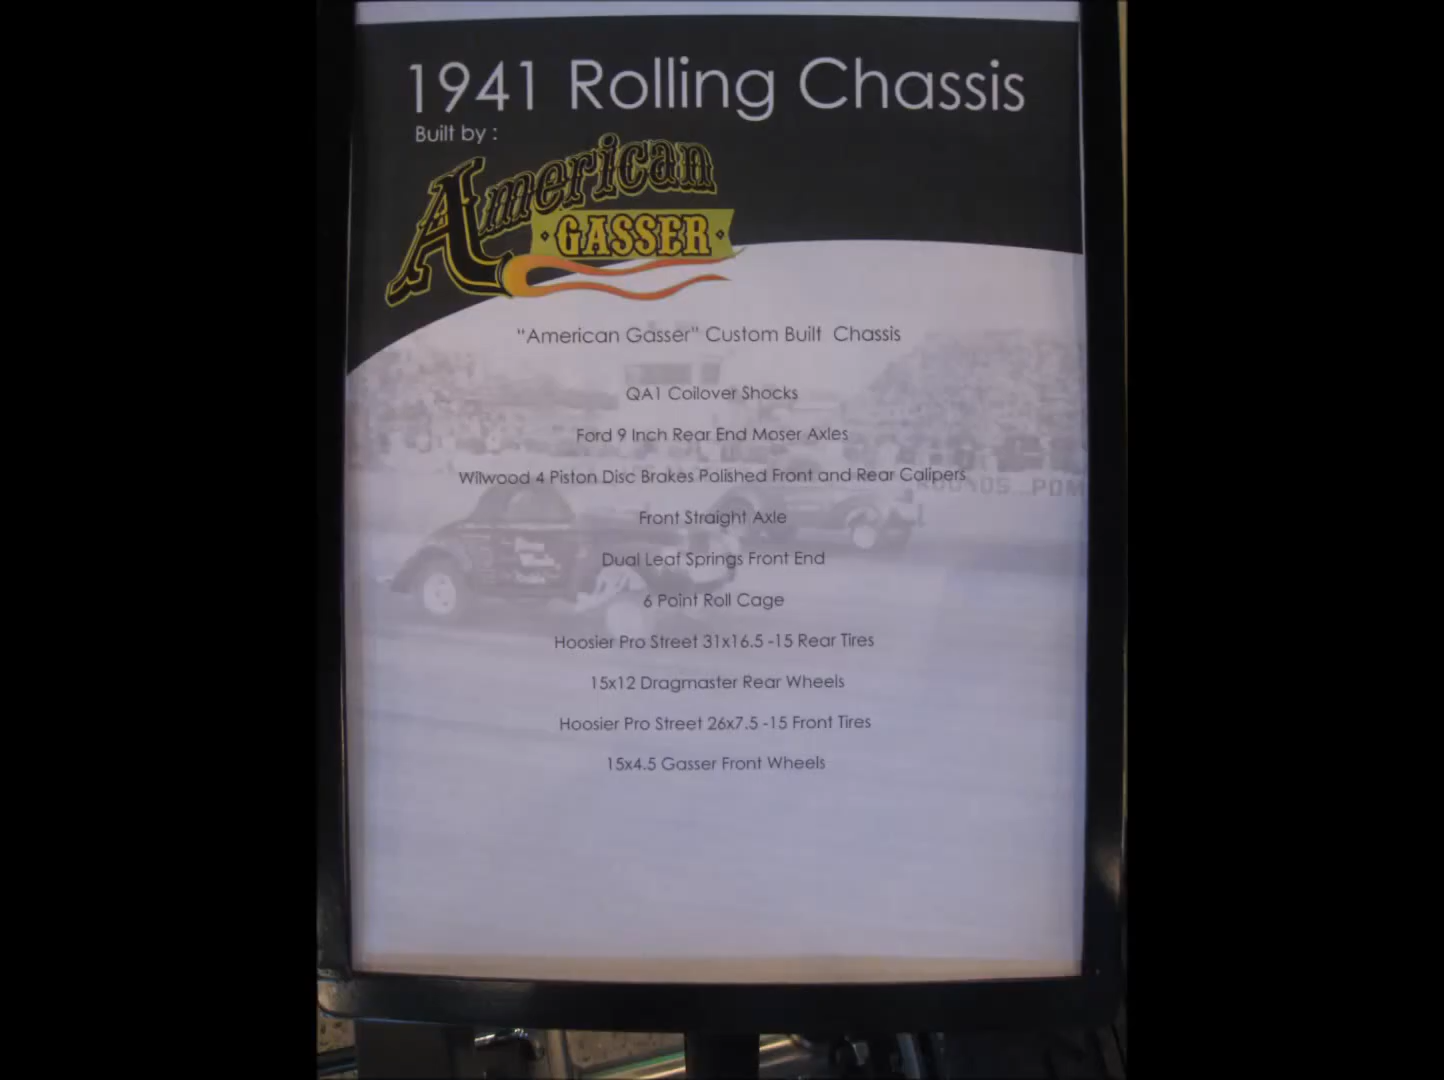 1941 Rolling Chassis
Built by :
American
GASSER
“American Gasser” Custom Built Chassis
QA1 Coilover Shocks
Ford 9 Inch Rear End Moser Axles
Wilwood 4 Piston Disc Brakes Polished Front and Rear Calipers
Front Straight Axle
Dual Leaf Springs Front End
6 Point Roll Cage
Hoosier Pro Street 31x16.5 -15 Rear Tires
15x12 Dragmaster Rear Wheels
Hoosier Pro Street 26x7.5 -15 Front Tires
15x4.5 Gasser Front Wheels